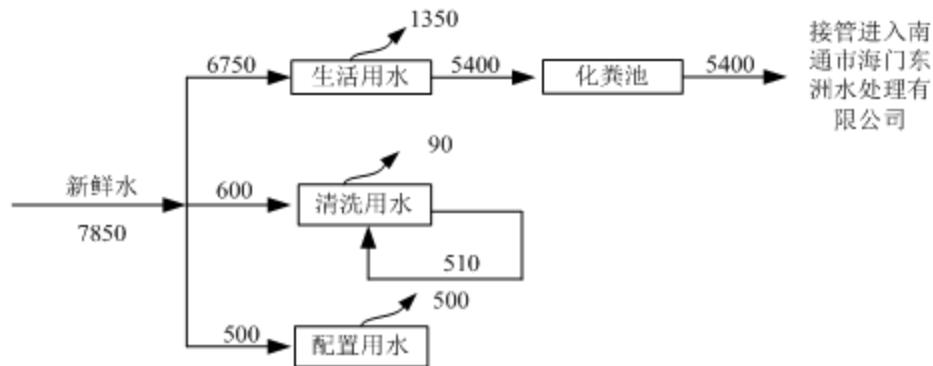 1350
6750
生活用水
5400
化粪池
5400
接管进入南
通市海门东
洲水处理有
限公司
90
新鲜水
7850
600
清洗用水
510
500
500
配置用水